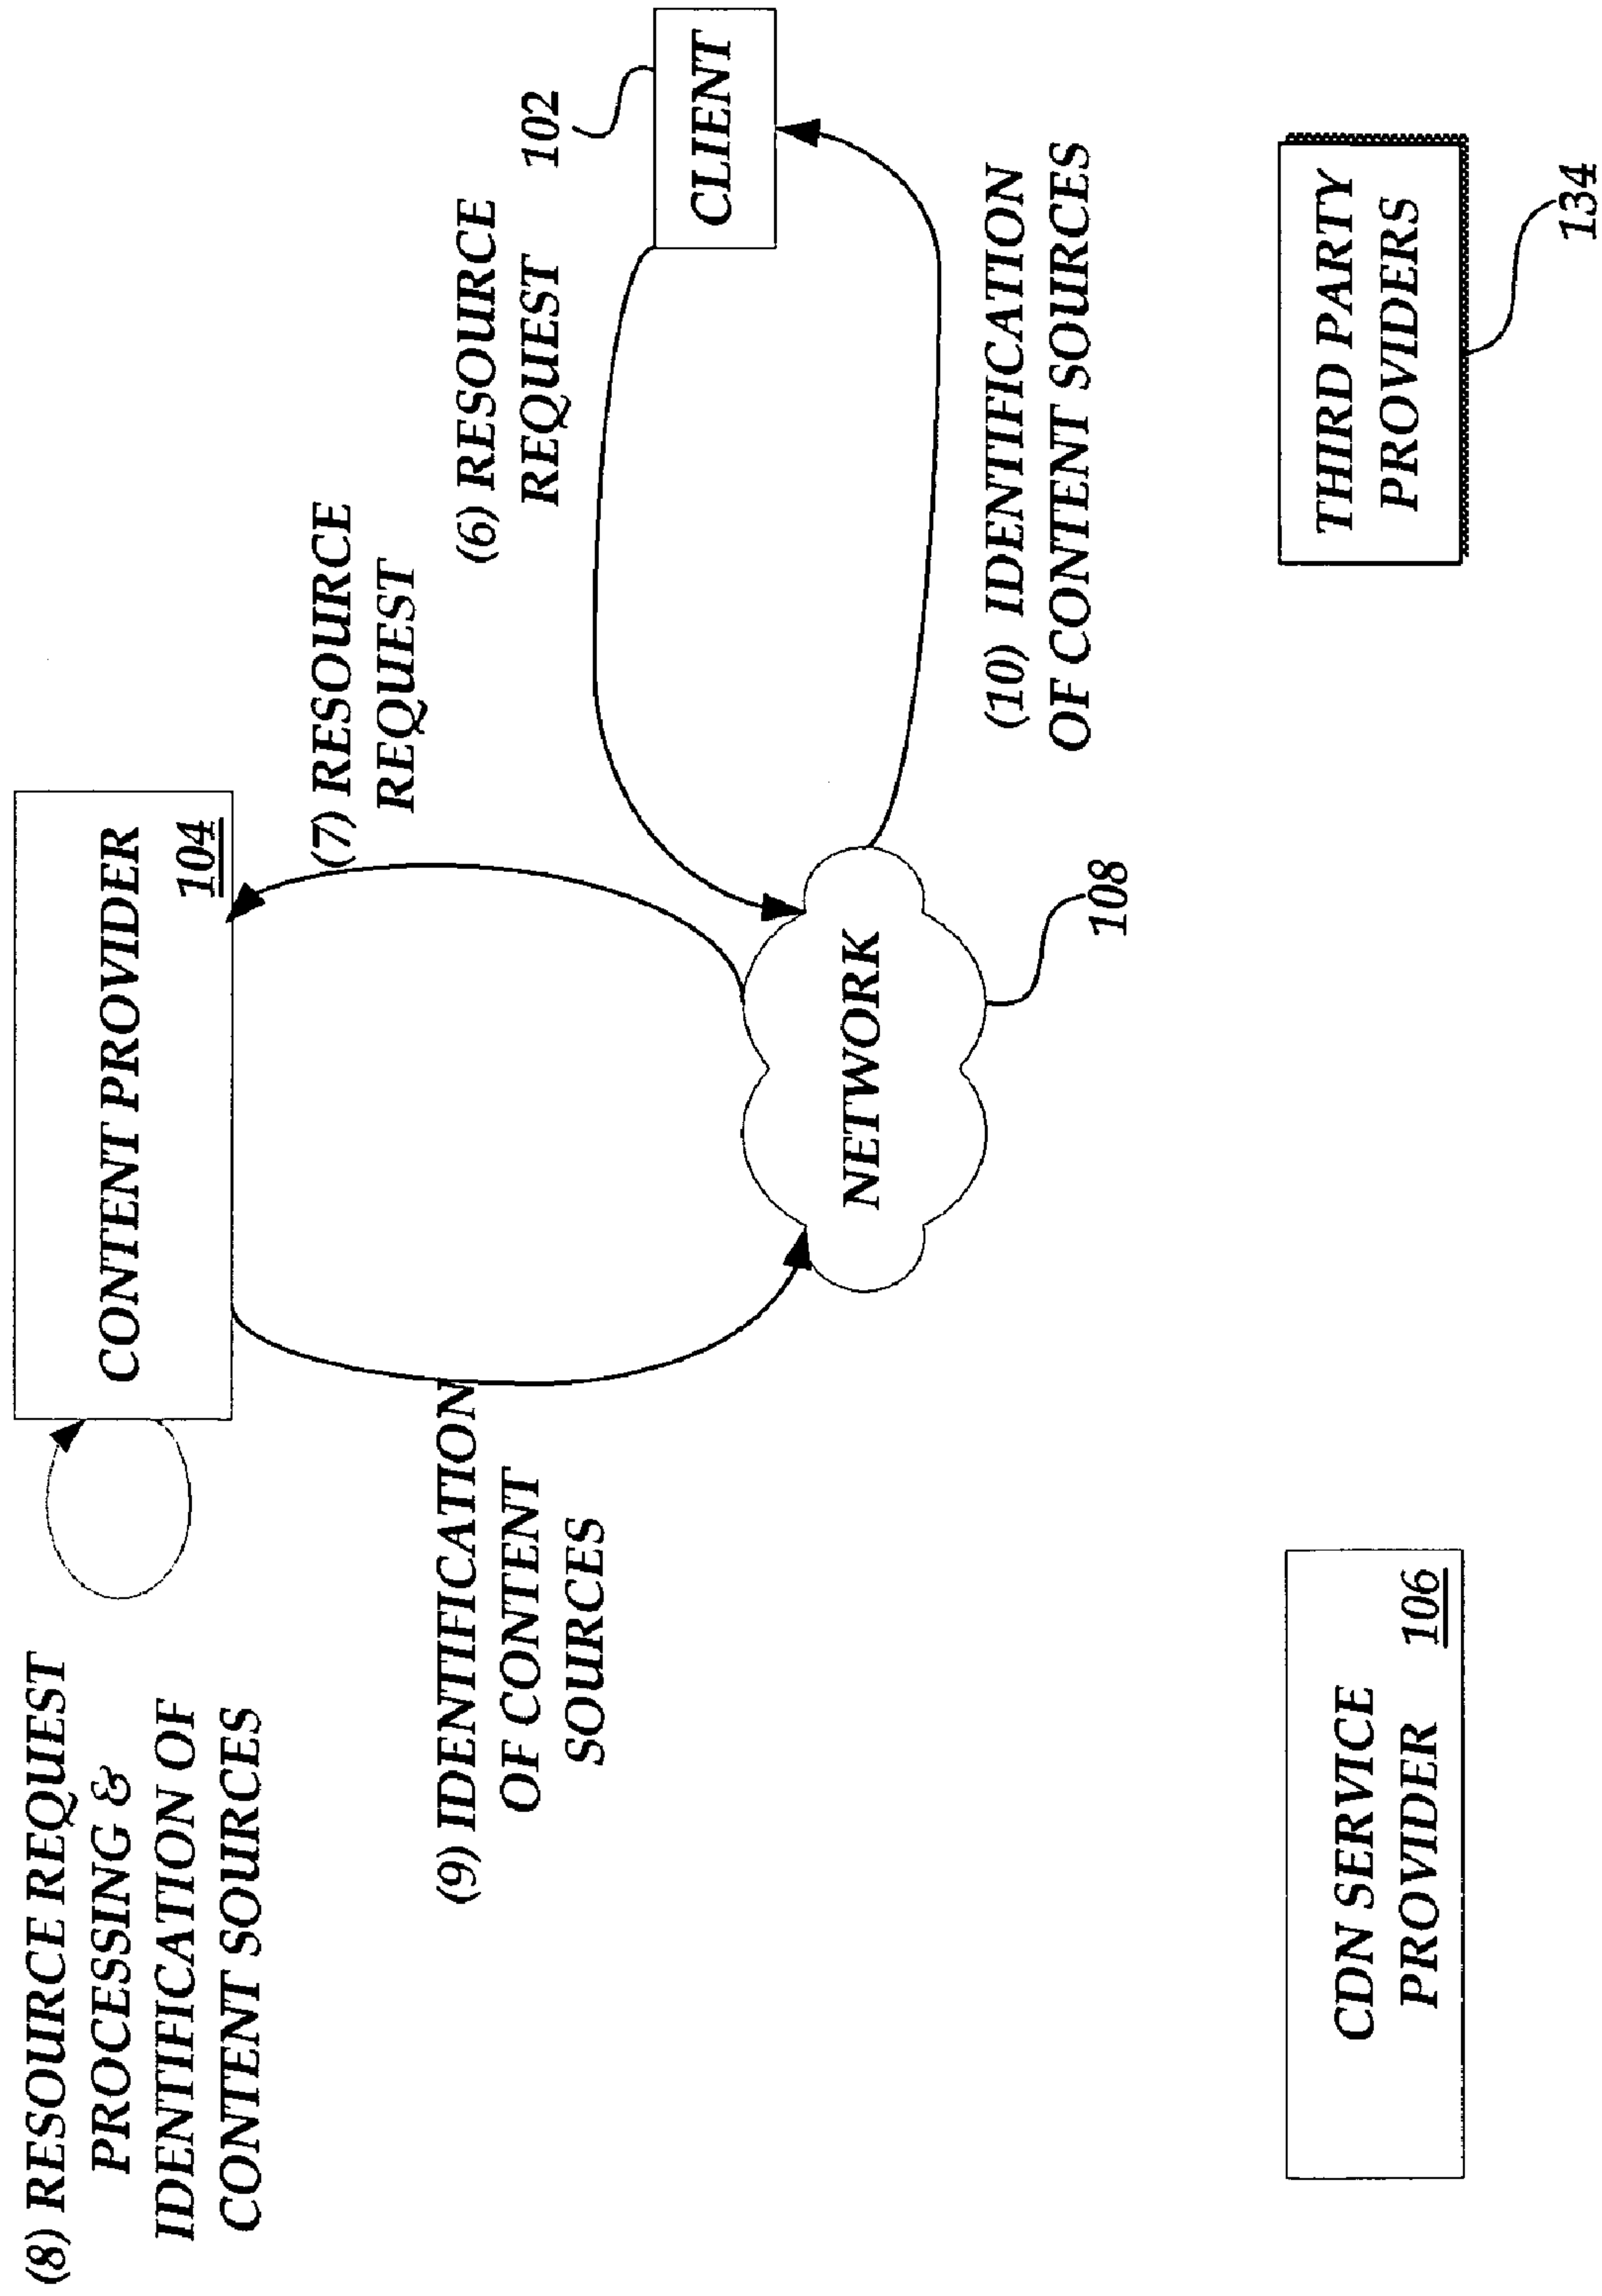 (8) RESOURCE REQUEST
PROCESSING &
IDENTIFICATION OF
CONTENT SOURCES
CONTENT PROVIDER
104
(7) RESOURCE
REQUEST
(9) IDENTIFICATION
OF CONTENT
SOURCES
(6) RESOURCE
REQUEST
102
CLIENT
NETWORK
108
(10) IDENTIFICATION
OF CONTENT SOURCES
CDN SERVICE
PROVIDER
106
THIRD PARTY
PROVIDERS
134